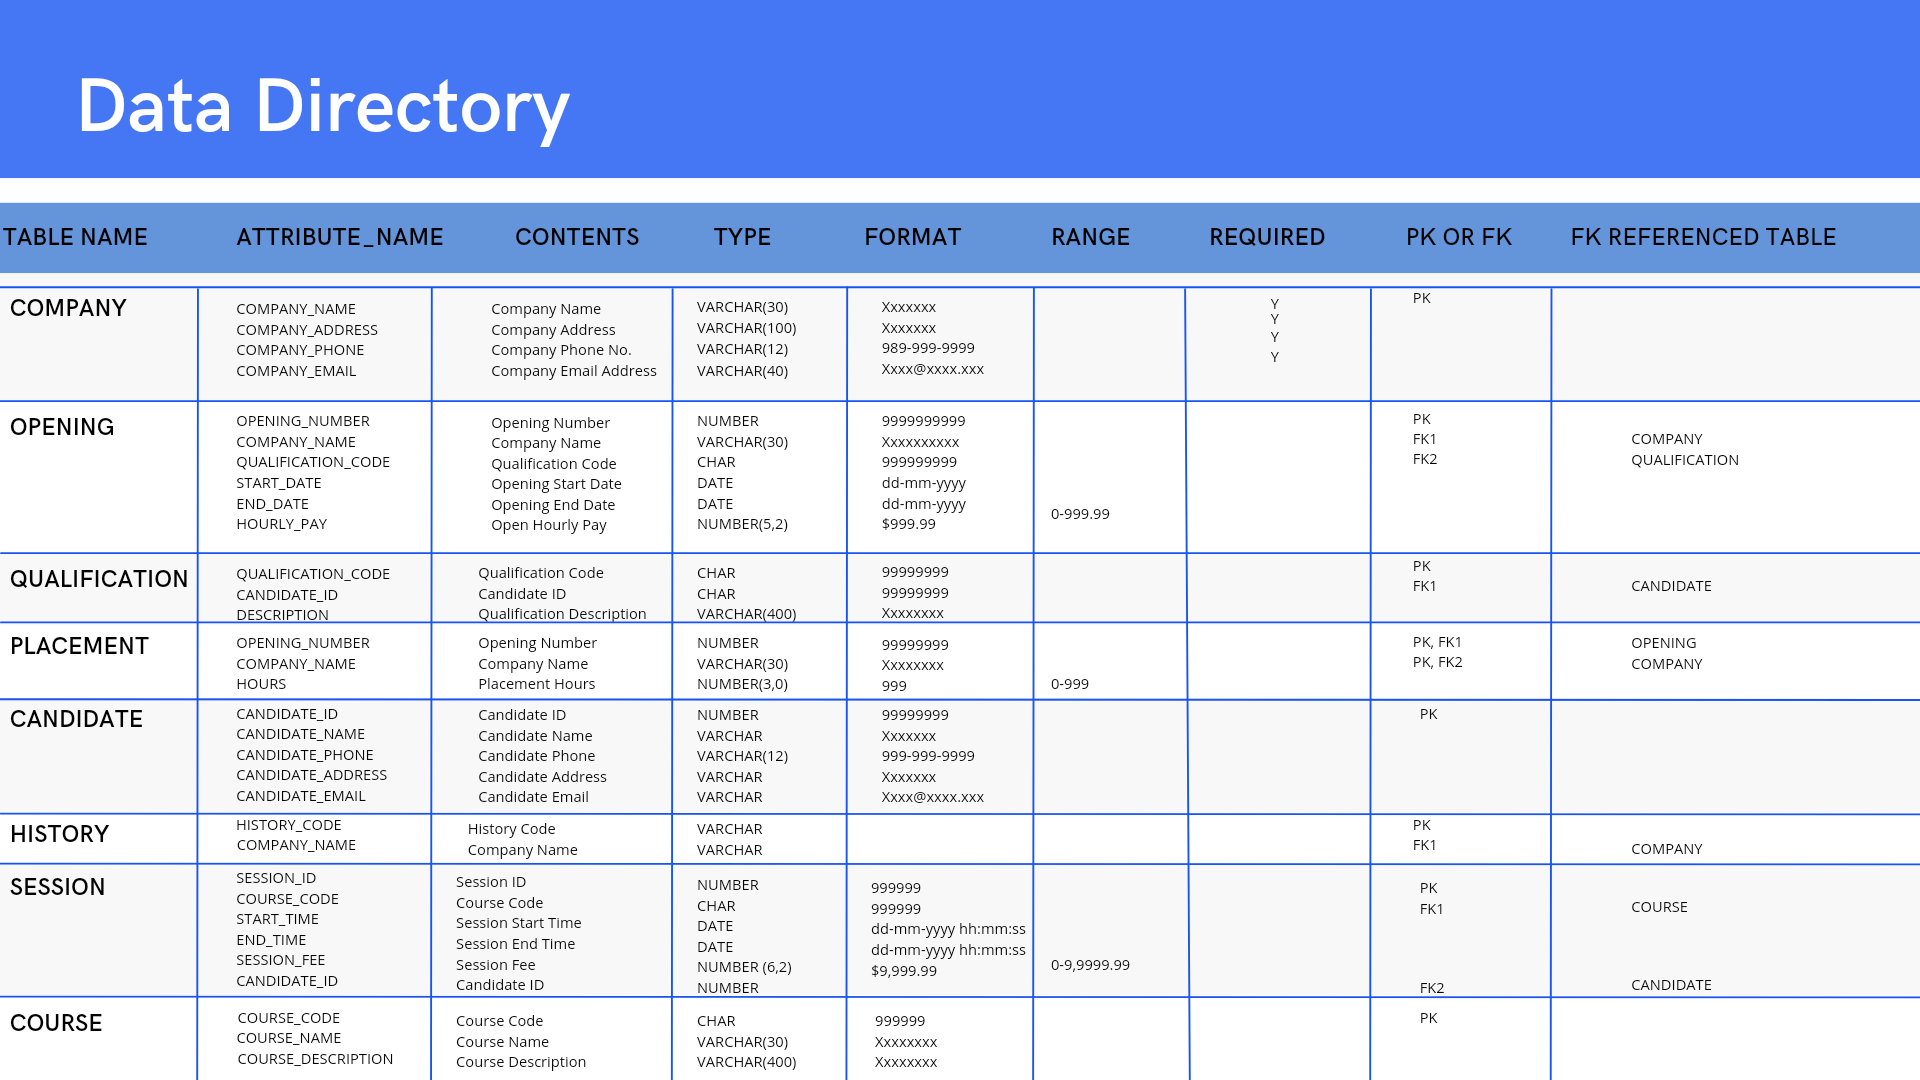 Data Directory
TABLE NAME ATTRIBUTE_NAME CONTENTS TYPE FORMAT RANGE REQUIRED PK OR FK FK REFERENCED TABLE
COMPANY COMPANY_NAME Company Name VARCHAR(30) Xxxxxxx Y PK
COMPANY_ADDRESS Company Address VARCHAR(100) Xxxxxxx Y
COMPANY_PHONE Company Phone No. VARCHAR(12) 989-999-9999 Y
COMPANY_EMAIL Company Email Address VARCHAR(40) Xxxx@xxxx.xxx Y
OPENING OPENING_NUMBER Opening Number NUMBER 9999999999 PK
COMPANY_NAME Company Name VARCHAR(30) Xxxxxxxxxx FK1 COMPANY
QUALIFICATION_CODE Qualification Code CHAR 999999999 FK2 QUALIFICATION
START_DATE Opening Start Date DATE dd-mm-yyyy
END_DATE Opening End Date DATE dd-mm-yyyy
HOURLY_PAY Open Hourly Pay NUMBER(5,2) $999.99 0-999.99
QUALIFICATION QUALIFICATION_CODE Qualification Code CHAR 99999999 PK
CANDIDATE_ID Candidate ID CHAR 99999999 FK1 CANDIDATE
DESCRIPTION Qualification Description VARCHAR(400) Xxxxxxxx
PLACEMENT OPENING_NUMBER Opening Number NUMBER 99999999 PK, FK1 OPENING
COMPANY_NAME Company Name VARCHAR(30) Xxxxxxxx PK, FK2 COMPANY
HOURS Placement Hours NUMBER(3,0) 999 0-999
CANDIDATE CANDIDATE_ID Candidate ID NUMBER 99999999 PK
CANDIDATE_NAME Candidate Name VARCHAR Xxxxxxx
CANDIDATE_PHONE Candidate Phone VARCHAR(12) 999-999-9999
CANDIDATE_ADDRESS Candidate Address VARCHAR Xxxxxxx
CANDIDATE_EMAIL Candidate Email VARCHAR Xxxx@xxxx.xxx
HISTORY HISTORY_CODE History Code VARCHAR PK
COMPANY_NAME Company Name VARCHAR FK1 COMPANY
SESSION SESSION_ID Session ID NUMBER 999999 PK
COURSE_CODE Course Code CHAR 999999 FK1 COURSE
START_TIME Session Start Time DATE dd-mm-yyyy hh:mm:ss
END_TIME Session End Time DATE dd-mm-yyyy hh:mm:ss
SESSION_FEE Session Fee NUMBER (6,2) $9,999.99 0-9,9999.99
CANDIDATE_ID Candidate ID NUMBER FK2 CANDIDATE
COURSE COURSE_CODE Course Code CHAR 999999 PK
COURSE_NAME Course Name VARCHAR(30) Xxxxxxxx
COURSE_DESCRIPTION Course Description VARCHAR(400) Xxxxxxxx